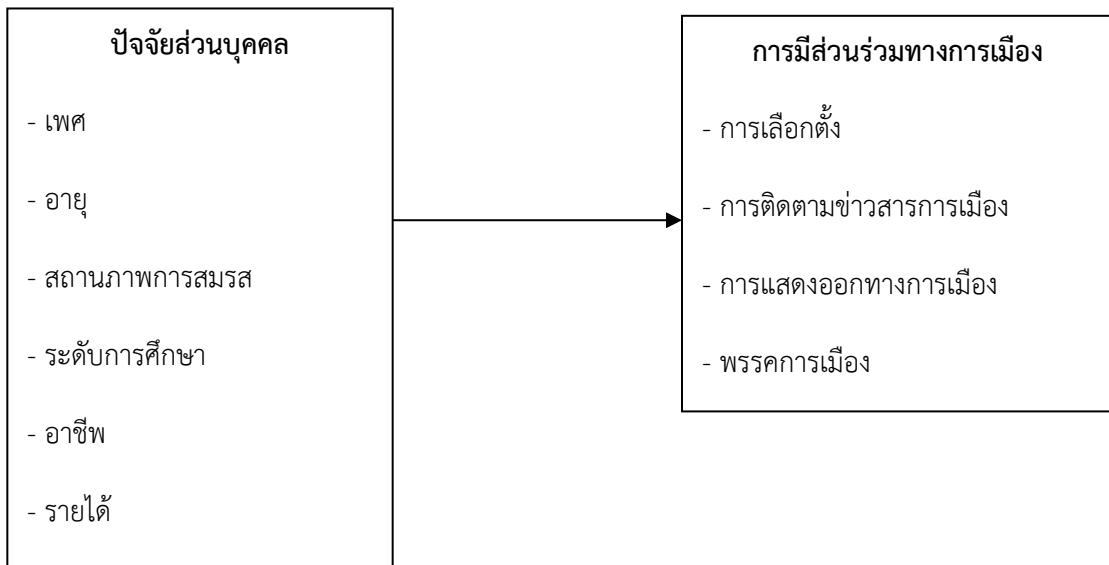 ปัจจัยส่วนบุคคล
- เพศ
- อายุ
- สถานภาพการสมรส
- ระดับการศึกษา
- อาชีพ
- รายได้
การมีส่วนร่วมทางการเมือง
- การเลือกตั้ง
- การติดตามข่าวสารการเมือง
- การแสดงออกทางการเมือง
- พรรคการเมือง